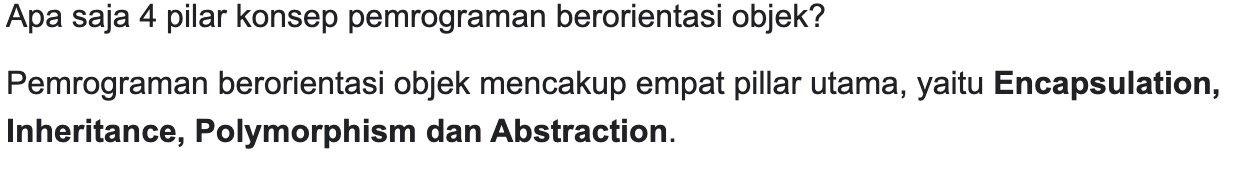 Apa saja 4 pilar konsep pemrograman berorientasi objek?
Pemrograman berorientasi objek mencakup empat pillar utama, yaitu Encapsulation,
Inheritance, Polymorphism dan Abstraction.